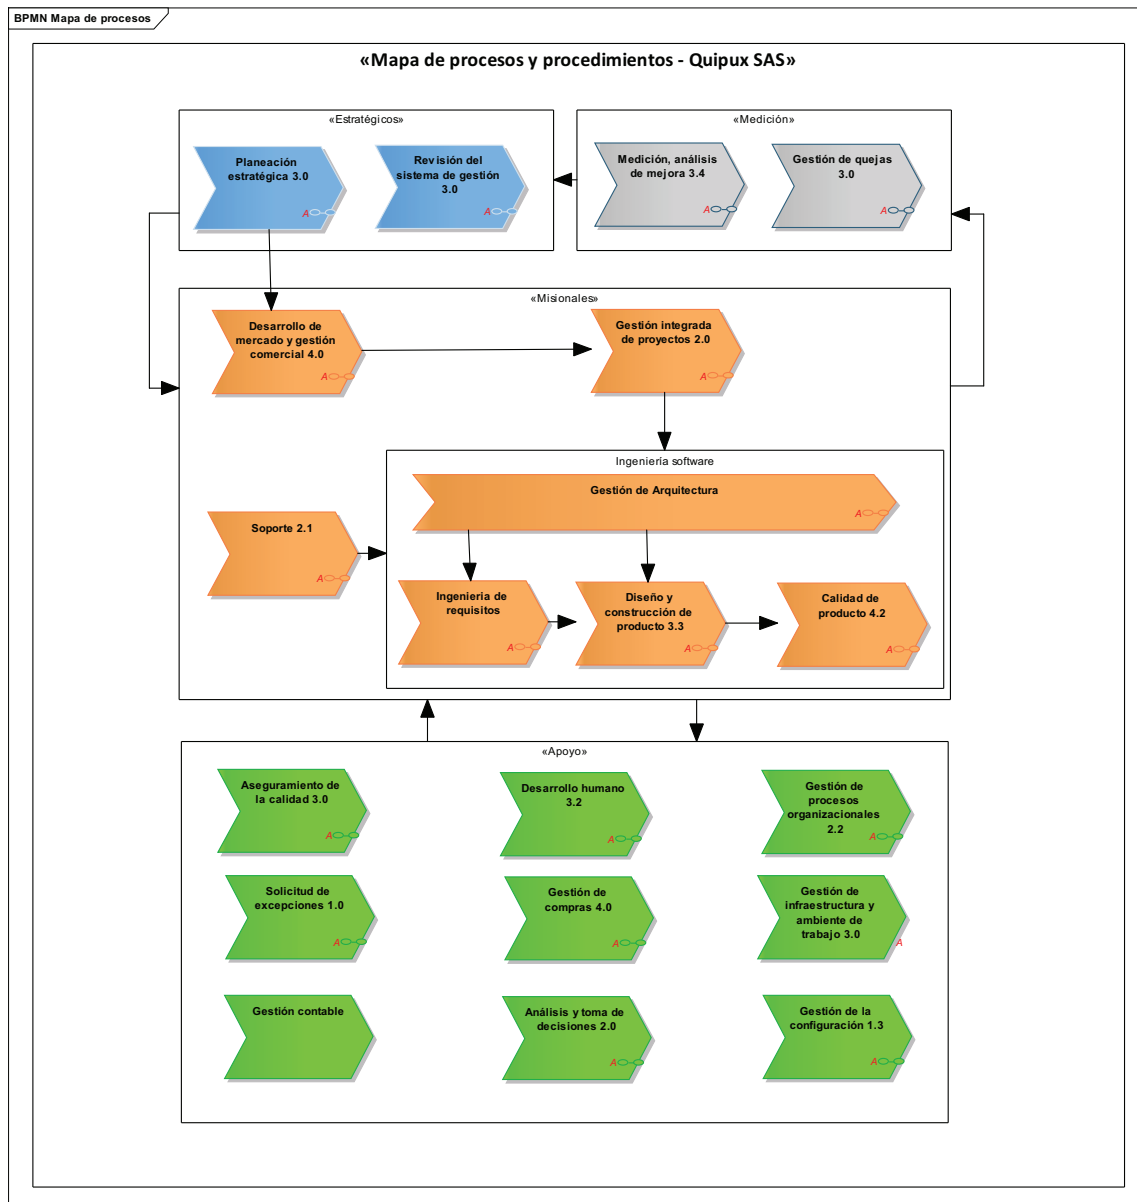 BPMN Mapa de procesos
«Mapa de procesos y procedimientos - Quipux SAS»
«Estratégicos»
Planeación
estratégica 3.0
A
Revisión del
sistema de gestión
3.0
A
«Medición»
Medición, análisis
de mejora 3.4
A
Gestión de quejas
3.0
A
«Misionales»
Desarrollo de
mercado y gestión
comercial 4.0
A
Gestión integrada
de proyectos 2.0
A
Ingeniería software
Gestión de Arquitectura
A
Soporte 2.1
A
Ingenieria de
requisitos
A
Diseño y
construcción de
producto 3.3
A
Calidad de
producto 4.2
A
«Apoyo»
Aseguramiento de
la calidad 3.0
A
Desarrollo humano
3.2
A
Gestión de
procesos
organizacionales
2.2
A
Solicitud de
excepciones 1.0
A
Gestión de
compras 4.0
A
Gestión de
infraestructura y
ambiente de
trabajo 3.0
A
Gestión contable
Análisis y toma de
decisiones 2.0
A
Gestión de la
configuración 1.3
A